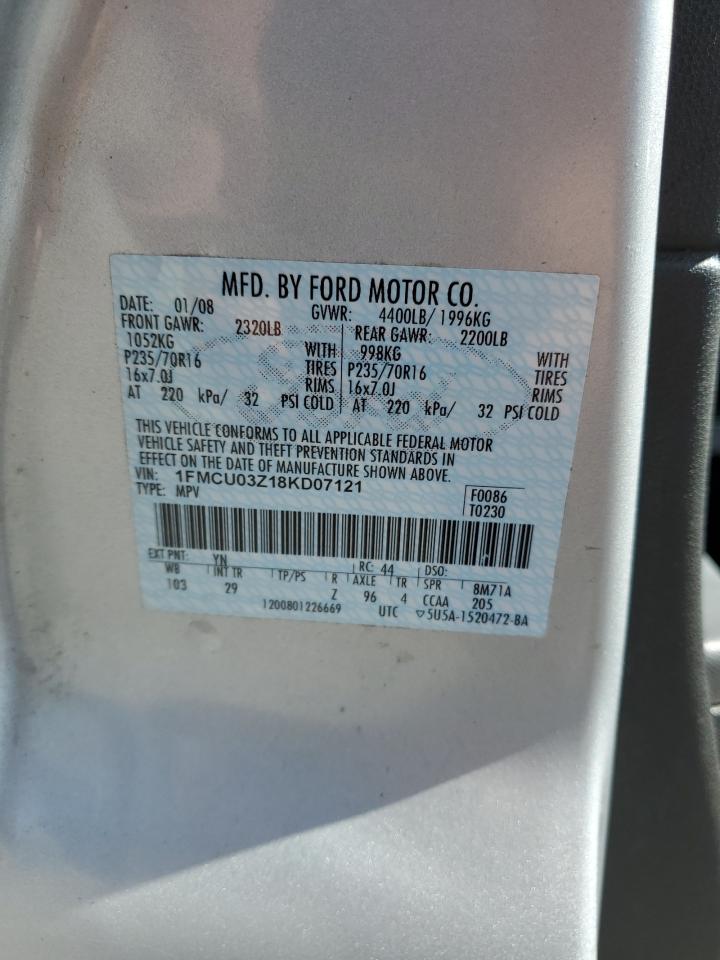 MFD. BY FORD MOTOR CO.
DATE: 01/08 GVWR: 4400LB/ 1996KG
FRONT GAWR: 2320LB REAR GAWR: 2200LB
1052KG WITH 998KG WITH
P235/70R16 TIRES P235/70R16 TIRES
16x7.0J RIMS 16x7.0J RIMS
AT 220 kPa/ 32 PSI COLD AT 220 kPa/ 32 PSI COLD
THIS VEHICLE CONFORMS TO ALL APPLICABLE FEDERAL MOTOR
VEHICLE SAFETY AND THEFT PREVENTION STANDARDS IN
EFFECT ON THE DATE OF MANUFACTURE SHOWN ABOVE.
VIN: 1FMCU03Z18KD07121
TYPE: MPV
F0086
T0230
EXT PNT: YN RC: 44 DSO:
WB INT TR TP/PS R AXLE TR SPR 8M71A
103 29 Z 96 4 CCAA 205
1200801226669 UTC ▽5U5A-1520472-BA